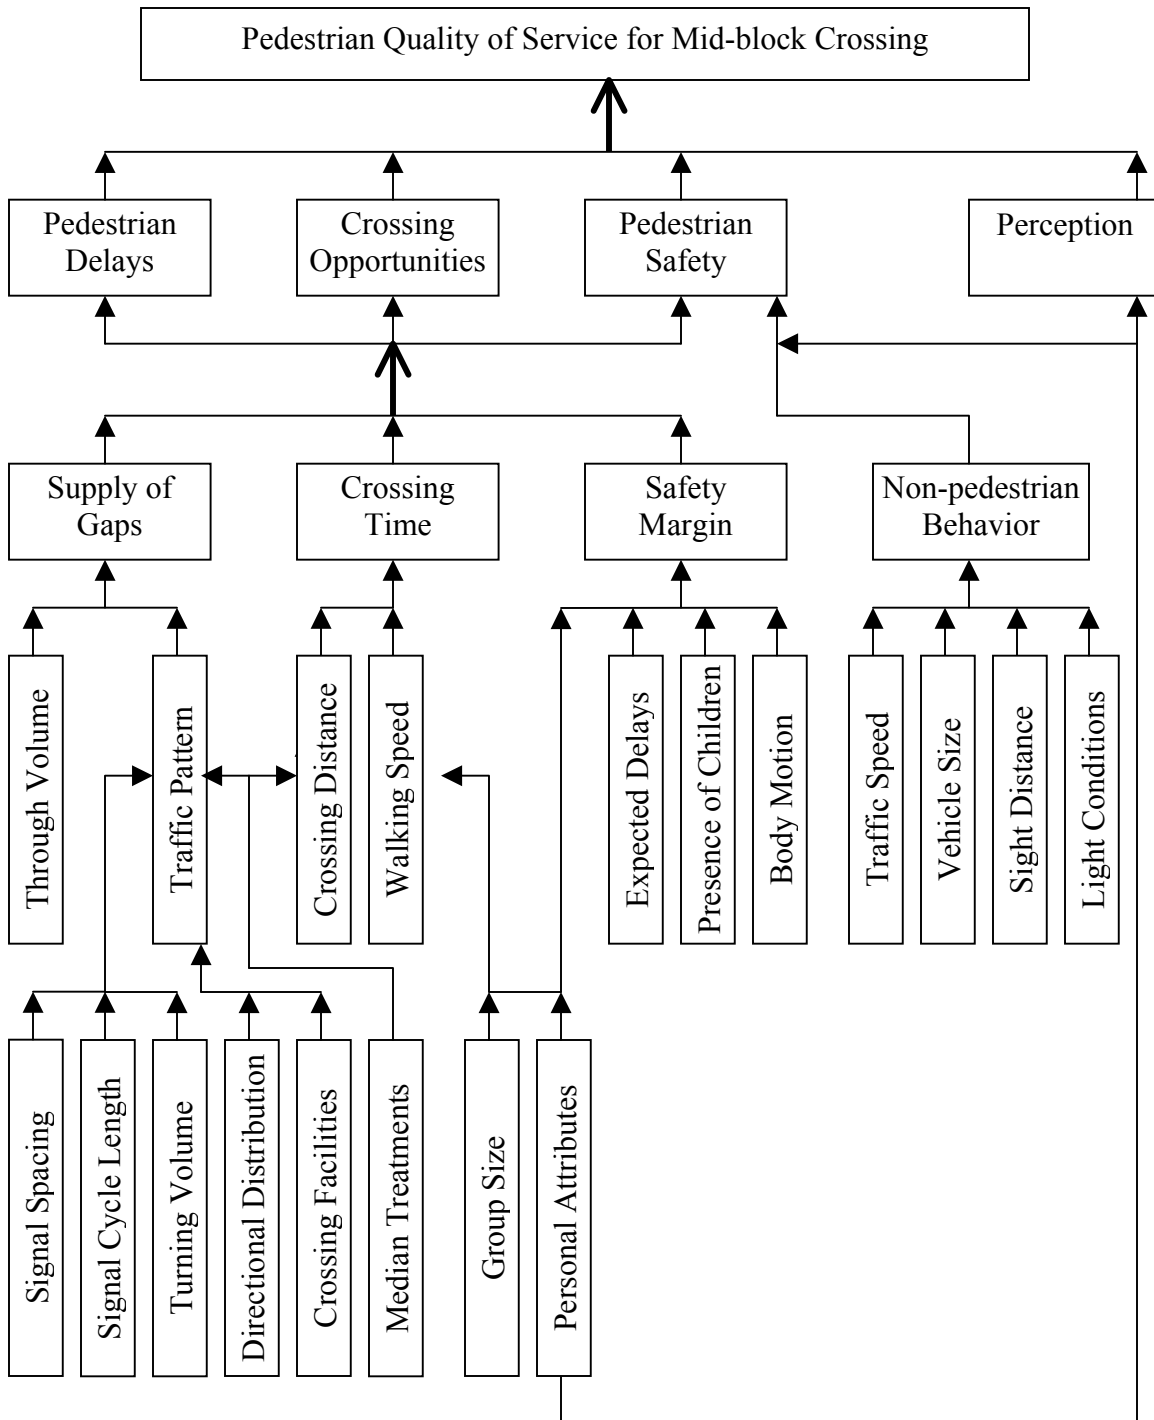 Pedestrian Quality of Service for Mid-block Crossing
Pedestrian
Delays
Crossing
Opportunities
Pedestrian
Safety
Perception
Supply of
Gaps
Crossing
Time
Safety
Margin
Non-pedestrian
Behavior
Through Volume
Traffic Pattern
Crossing Distance
Walking Speed
Expected Delays
Presence of Children
Body Motion
Traffic Speed
Vehicle Size
Sight Distance
Light Conditions
Signal Spacing
Signal Cycle Length
Turning Volume
Directional Distribution
Crossing Facilities
Median Treatments
Group Size
Personal Attributes